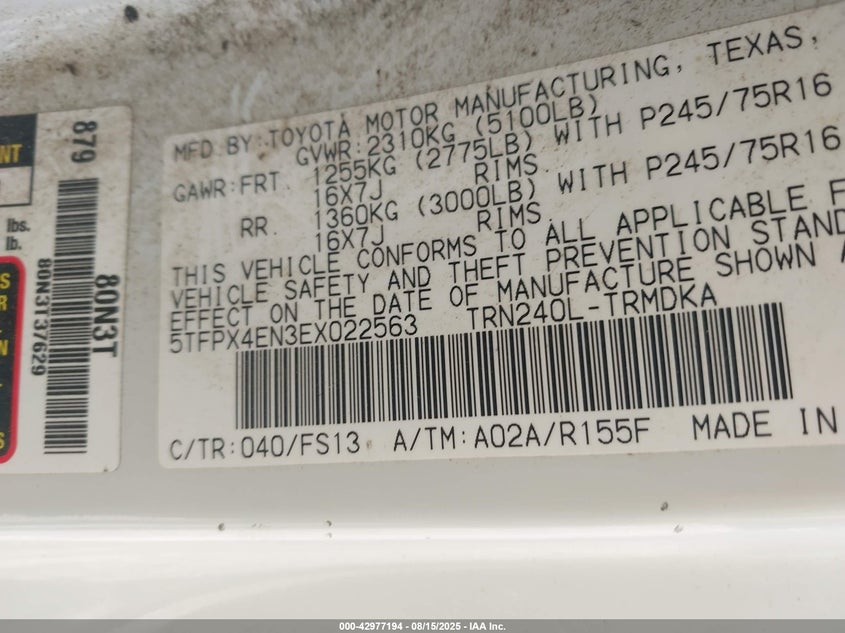 NT
lbs.
lb.
879
80N3T
80N3T37629
MFD.BY:TOYOTA MOTOR MANUFACTURING, TEXAS,
GVWR:2310KG (5100LB)
GAWR:FRT. 1255KG (2775LB) WITH P245/75R16
16X7J RIMS.
RR. 1360KG (3000LB) WITH P245/75R16
16X7J RIMS.
THIS VEHICLE CONFORMS TO ALL APPLICABLE F
VEHICLE SAFETY AND THEFT PREVENTION STAND
EFFECT ON THE DATE OF MANUFACTURE SHOWN A
5TFPX4EN3EX022563 TRN240L-TRMDKA
C/TR:040/FS13 A/TM:A02A/R155F MADE IN
000-42977194 - 08/15/2025 - IAA Inc.